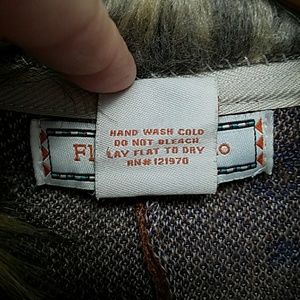 HAND WASH COLD
DO NOT BLEACH
LAY FLAT TO DRY
RN# 121970